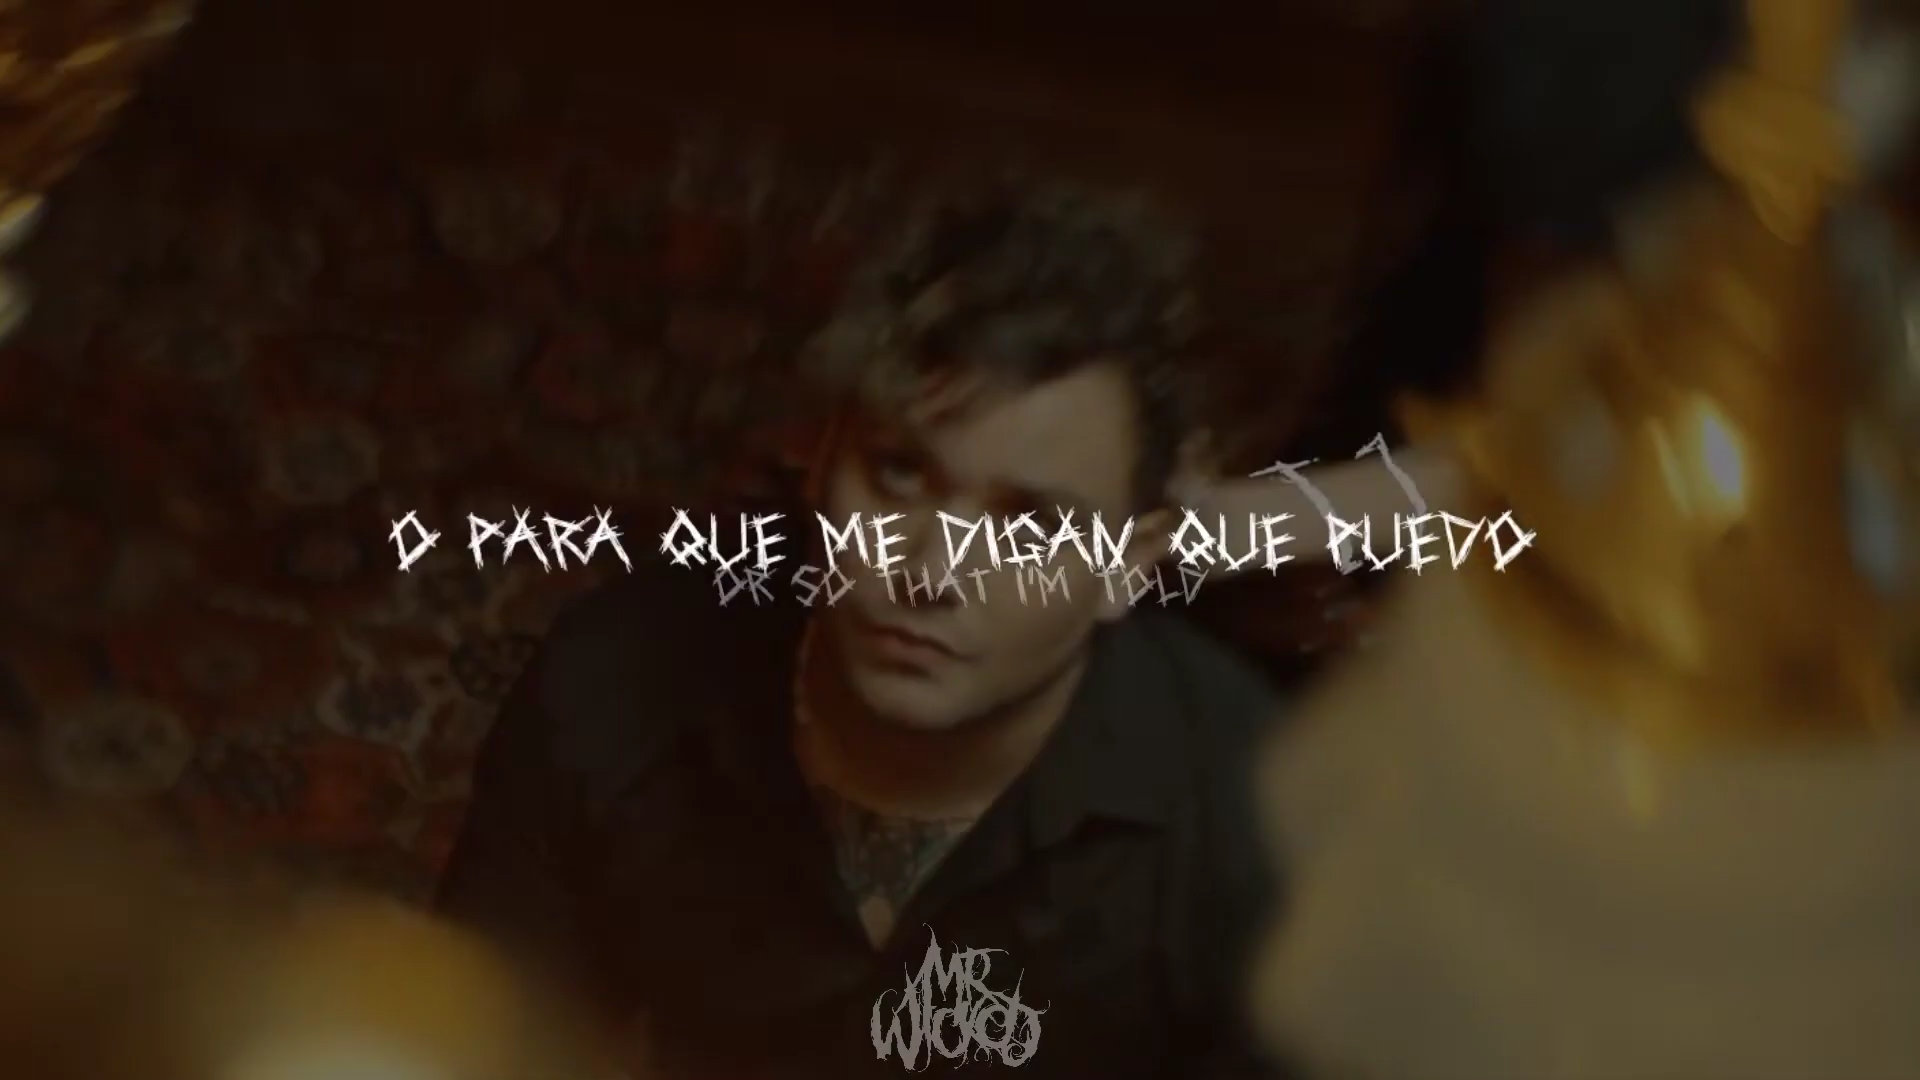 O PARA QUE ME DIGAN QUE PUEDO
OR SO THAT I'M TOLD
MR
WICKED